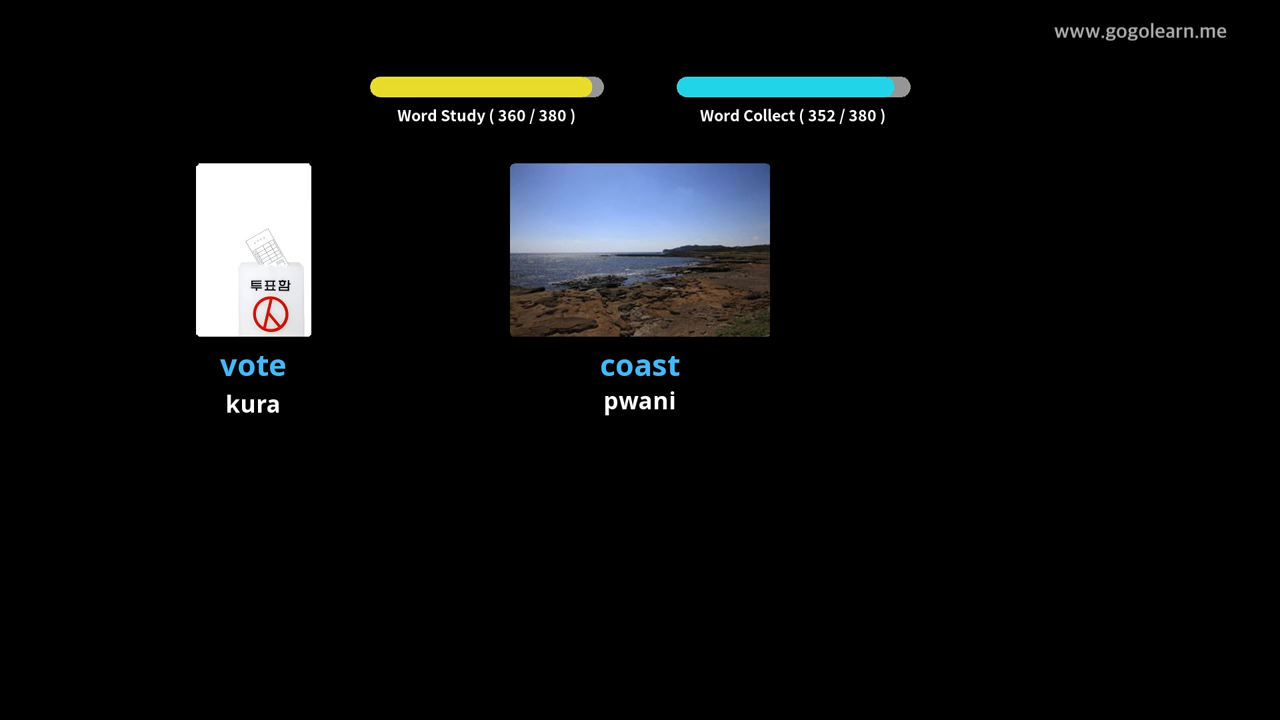 www.gogolearn.me
Word Study ( 360 / 380 )
Word Collect ( 352 / 380 )
투표함
vote
kura
coast
pwani